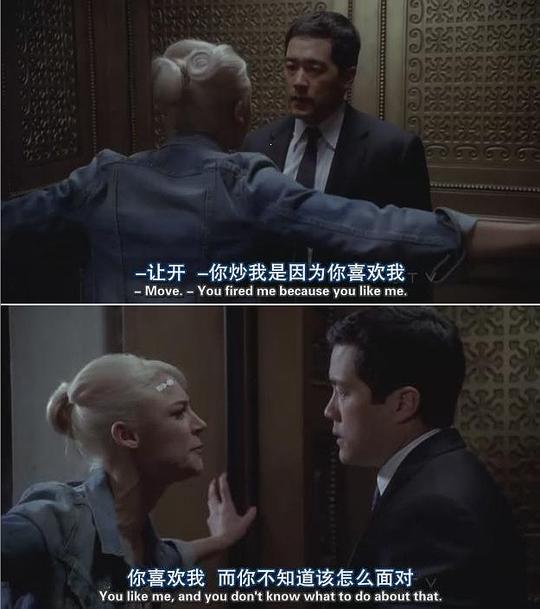 -让开 -你炒我是因为你喜欢我
- Move. - You fired me because you like me.
你喜欢我 而你不知道该怎么面对
You like me, and you don't know what to do about that.